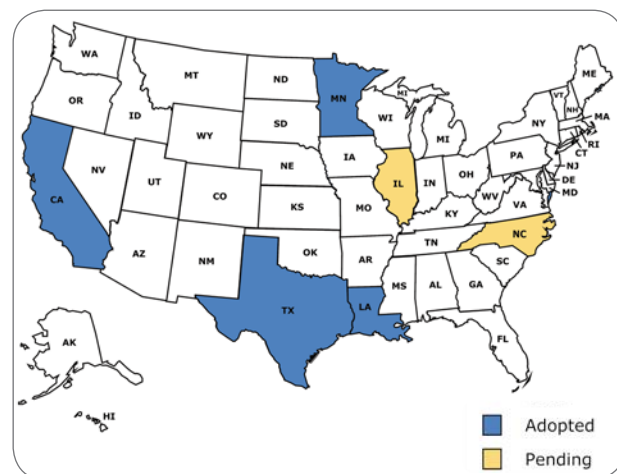 WA
MT
ND
MN
OR
ID
SD
WI
MI
MI
NY
VT
NH
ME
MA
RI
CT
WY
NV
UT
CO
NE
IA
IL
IN
OH
PA
NJ
DE
MD
CA
KS
MO
KY
WV
VA
AZ
NM
OK
AR
TN
NC
SC
TX
LA
MS
AL
GA
FL
AK
HI
Adopted
Pending